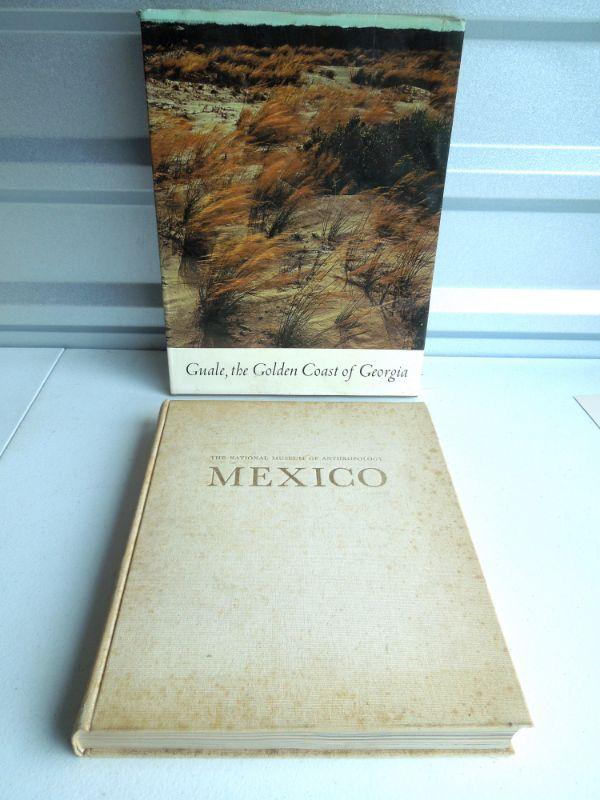 Guale, the Golden Coast of Georgia
THE NATIONAL MUSEUM OF ANTHROPOLOGY
MEXICO